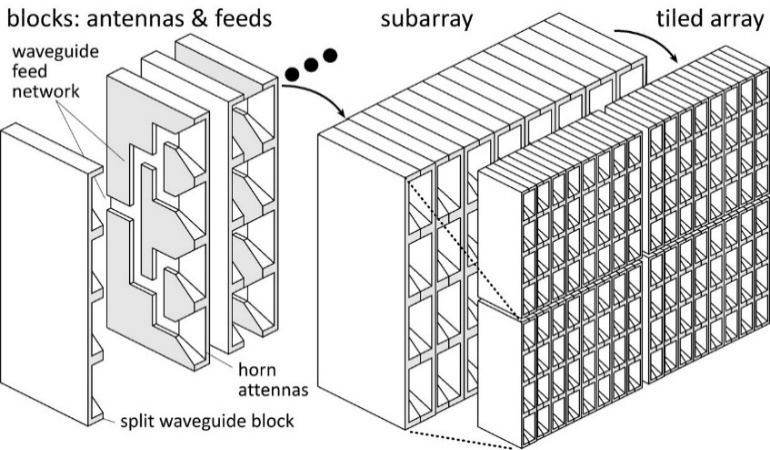 blocks: antennas & feeds
subarray
tiled array
waveguide
feed
network
horn
attennas
split waveguide block